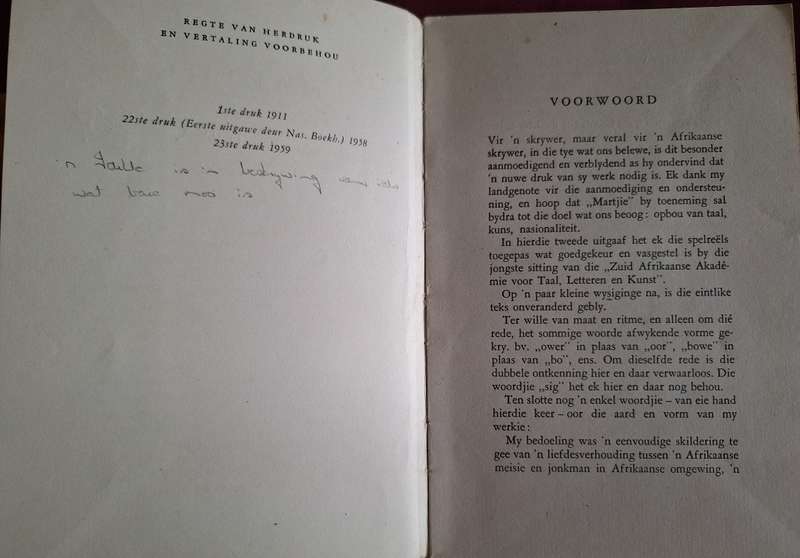 REGTE VAN HERDRUK
EN VERTALING VOORBEHOU
1ste druk 1911
22ste druk (Eerste uitgawe deur Nas. Boekh.) 1958
23ste druk 1959
'n is 'n beskrywing van iets
wat baie mooi is
VOORWOORD
Vir 'n skrywer, maar veral vir 'n Afrikaanse
skrywer, in die tye wat ons belewe, is dit besonder
aanmoedigend en verblydend as hy ondervind dat
'n nuwe druk van sy werk nodig is. Ek dank my
landgenote vir die aanmoediging en ondersteu-
ning, en hoop dat „Martjie” by toeneming sal
bydra tot die doel wat ons beoog: opbou van taal,
kuns, nasionaliteit.
In hierdie tweede uitgaaf het ek die spelreëls
toegepas wat goedgekeur en vasgestel is by die
jongste sitting van die „Zuid Afrikaanse Akadê-
mie voor Taal, Letteren en Kunst”.
Op 'n paar kleine wysiginge na, is die eintlike
teks onveranderd gebly.
Ter wille van maat en ritme, en alleen om dié
rede, het sommige woorde afwykende vorme ge-
kry. bv. „ower” in plaas van „oor”, „bowe” in
plaas van „bo”, ens. Om dieselfde rede is die
dubbele ontkenning hier en daar verwaarloos. Die
woordjie „sig” het ek hier en daar nog behou.
Ten slotte nog 'n enkel woordjie – van eie hand
hierdie keer – oor die aard en vorm van my
werkie:
My bedoeling was 'n eenvoudige skildering te
gee van 'n liefdesverhouding tussen 'n Afrikaanse
meisie en jonkman in Afrikaanse omgewing, 'n